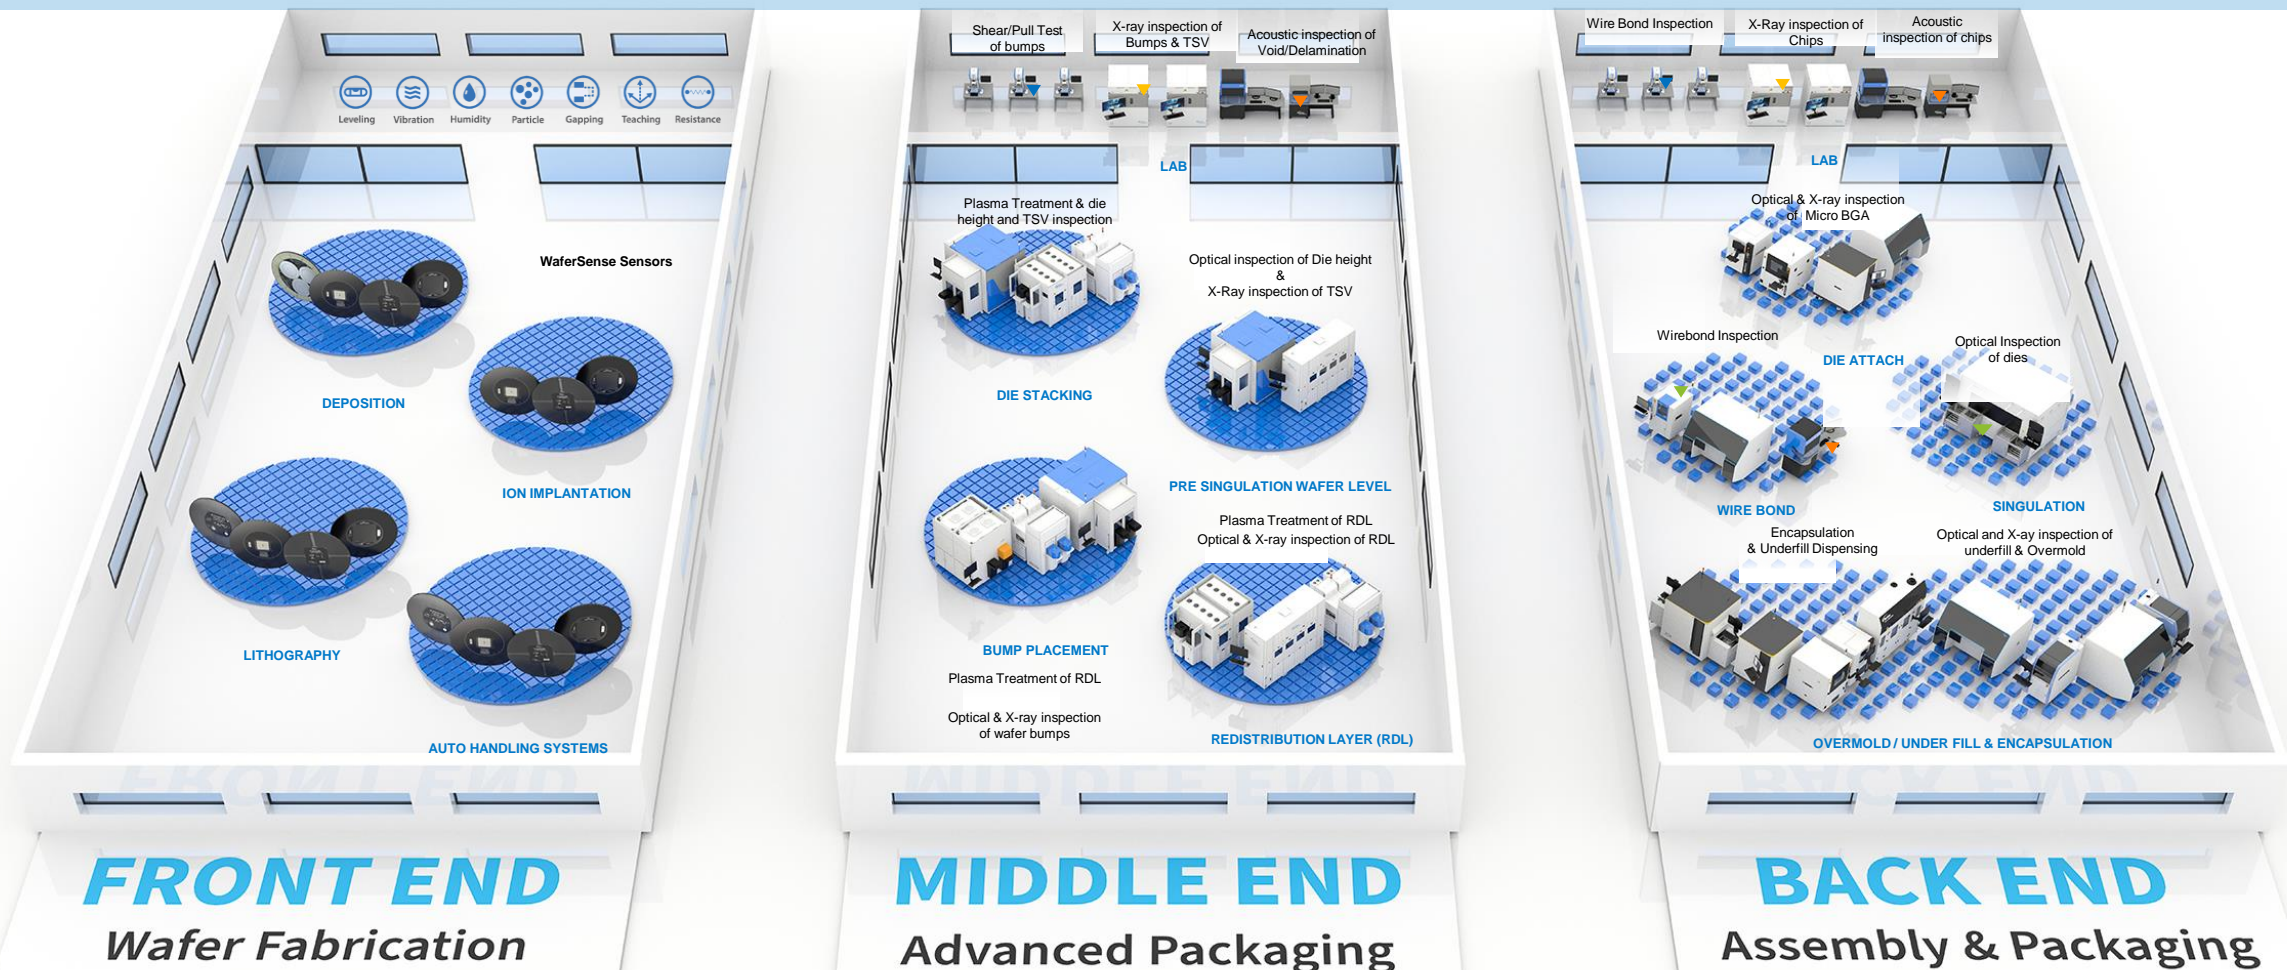 Leveling
Vibration
Humidity
Particle
Gapping
Teaching
Resistance
WaferSense Sensors
DEPOSITION
ION IMPLANTATION
LITHOGRAPHY
AUTO HANDLING SYSTEMS
FRONT END
FRONT END
Wafer Fabrication
Shear/Pull Test
of bumps
X-ray inspection of
Bumps & TSV
Acoustic inspection of
Void/Delamination
LAB
Plasma Treatment & die
height and TSV inspection
Optical inspection of Die height
&
X-Ray inspection of TSV
DIE STACKING
PRE SINGULATION WAFER LEVEL
Plasma Treatment of RDL
Optical & X-ray inspection of RDL
BUMP PLACEMENT
Plasma Treatment of RDL
Optical & X-ray inspection
of wafer bumps
REDISTRIBUTION LAYER (RDL)
MIDDLE END
MIDDLE END
Advanced Packaging
Wire Bond Inspection
X-Ray inspection of
Chips
Acoustic
inspection of chips
LAB
Optical & X-ray inspection
of Micro BGA
Wirebond Inspection
DIE ATTACH
Optical Inspection
of dies
WIRE BOND
SINGULATION
Encapsulation
& Underfill Dispensing
Optical and X-ay inspection of
underfill & Overmold
OVERMOLD / UNDER FILL & ENCAPSULATION
BACK END
BACK END
Assembly & Packaging